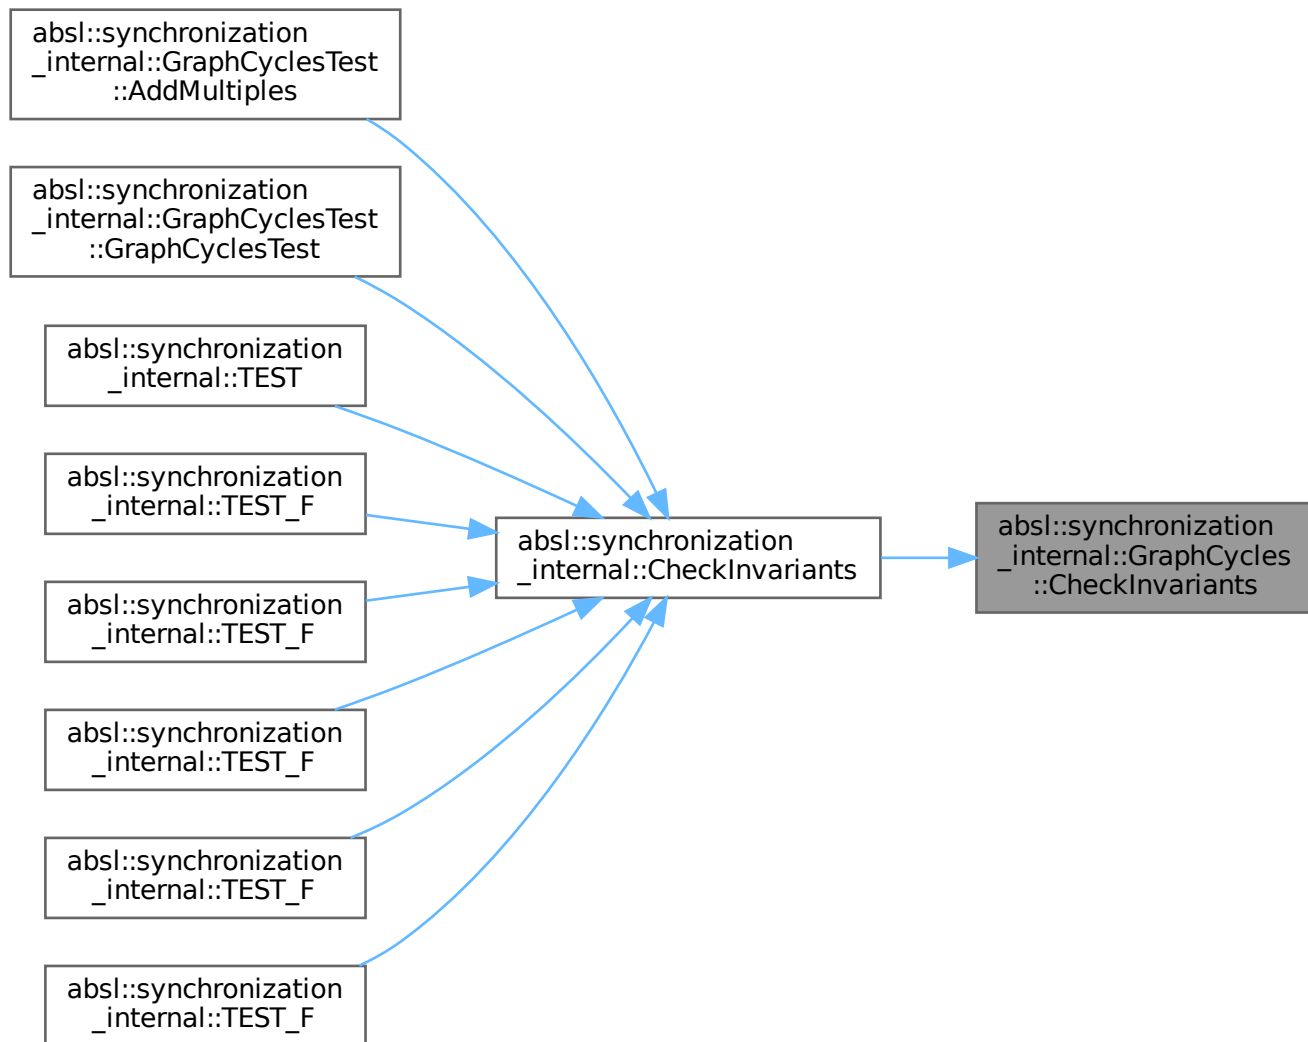 absl::synchronization
_internal::GraphCyclesTest
::AddMultiples
absl::synchronization
_internal::GraphCyclesTest
::GraphCyclesTest
absl::synchronization
_internal::TEST
absl::synchronization
_internal::TEST_F
absl::synchronization
_internal::TEST_F
absl::synchronization
_internal::TEST_F
absl::synchronization
_internal::TEST_F
absl::synchronization
_internal::TEST_F
absl::synchronization
_internal::CheckInvariants
absl::synchronization
_internal::GraphCycles
::CheckInvariants